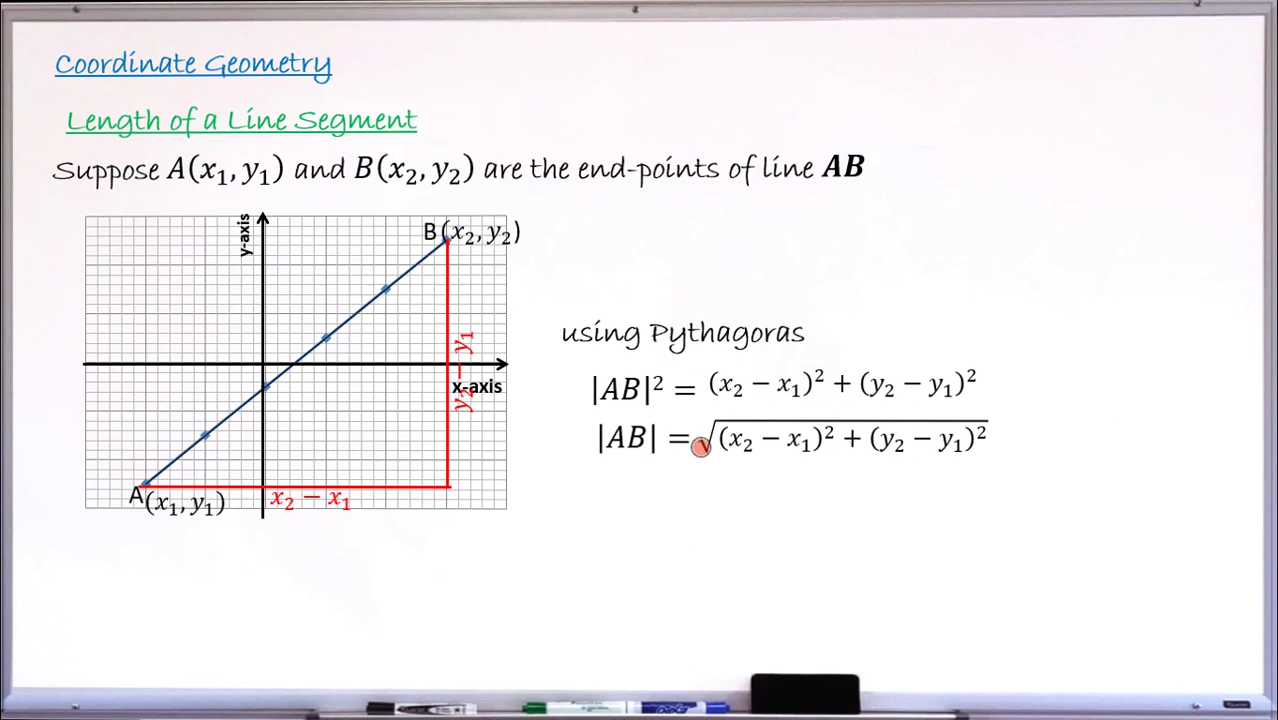 Coordinate Geometry
Length of a Line Segment
Suppose A(x₁, y₁) and B(x₂, y₂) are the end-points of line AB
y-axis
B(x₂, y₂)
using Pythagoras
y₂ − y₁
x-axis
|AB|² = (x₂ − x₁)² + (y₂ − y₁)²
|AB| = √(x₂ − x₁)² + (y₂ − y₁)²
A(x₁, y₁)
x₂ − x₁